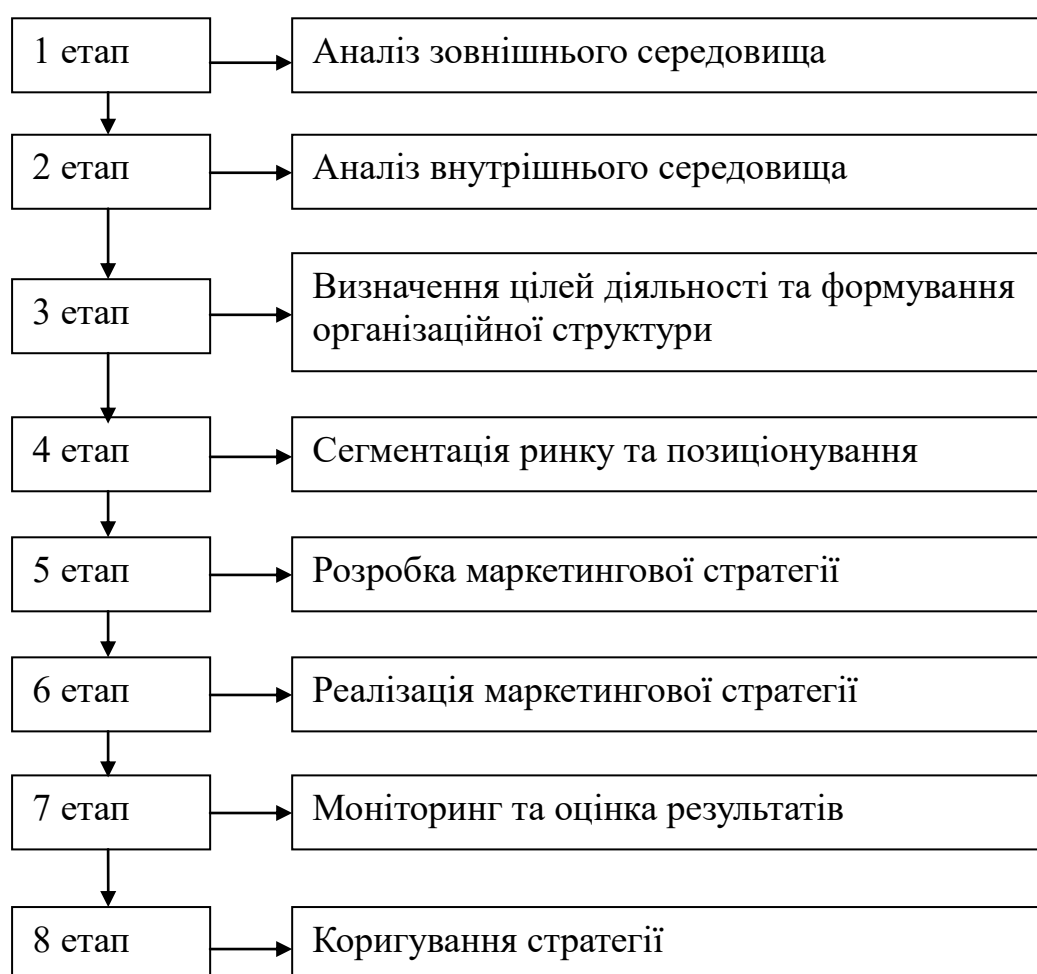 1 етап
Аналіз зовнішнього середовища
2 етап
Аналіз внутрішнього середовища
3 етап
Визначення цілей діяльності та формування
організаційної структури
4 етап
Сегментація ринку та позиціонування
5 етап
Розробка маркетингової стратегії
6 етап
Реалізація маркетингової стратегії
7 етап
Моніторинг та оцінка результатів
8 етап
Коригування стратегії